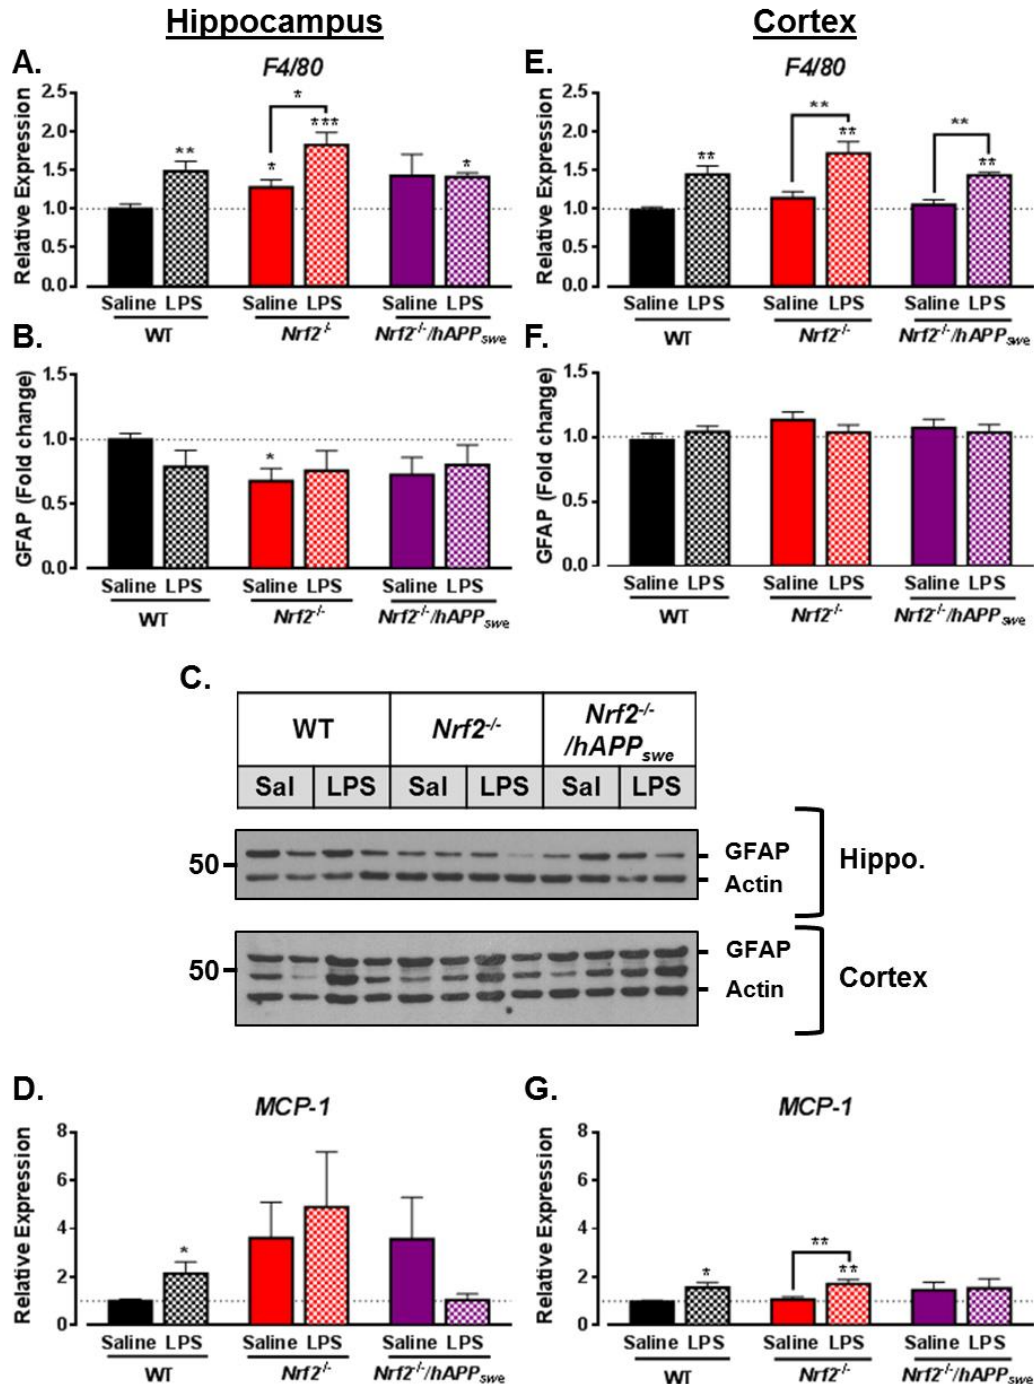 Hippocampus
Cortex
A.
F4/80
Relative Expression
2.5
2.0
1.5
1.0
0.5
0.0
**
*
*
***
*
Saline LPS Saline LPS Saline LPS
WT Nrf2-/- Nrf2-/-/hAPPswe
E.
F4/80
Relative Expression
2.5
2.0
1.5
1.0
0.5
0.0
**
**
**
**
**
Saline LPS Saline LPS Saline LPS
WT Nrf2-/- Nrf2-/-/hAPPswe
B.
GFAP (Fold change)
1.5
1.0
0.5
0.0
*
Saline LPS Saline LPS Saline LPS
WT Nrf2-/- Nrf2-/-/hAPPswe
F.
GFAP (Fold change)
1.5
1.0
0.5
0.0
Saline LPS Saline LPS Saline LPS
WT Nrf2-/- Nrf2-/-/hAPPswe
C.
WT Nrf2-/- Nrf2-/-
/hAPPswe
Sal LPS Sal LPS Sal LPS
50
GFAP
Actin
Hippo.
50
GFAP
Actin
Cortex
D.
MCP-1
Relative Expression
8
6
4
2
0
*
Saline LPS Saline LPS Saline LPS
WT Nrf2-/- Nrf2-/-/hAPPswe
G.
MCP-1
Relative Expression
8
6
4
2
0
*
**
**
Saline LPS Saline LPS Saline LPS
WT Nrf2-/- Nrf2-/-/hAPPswe